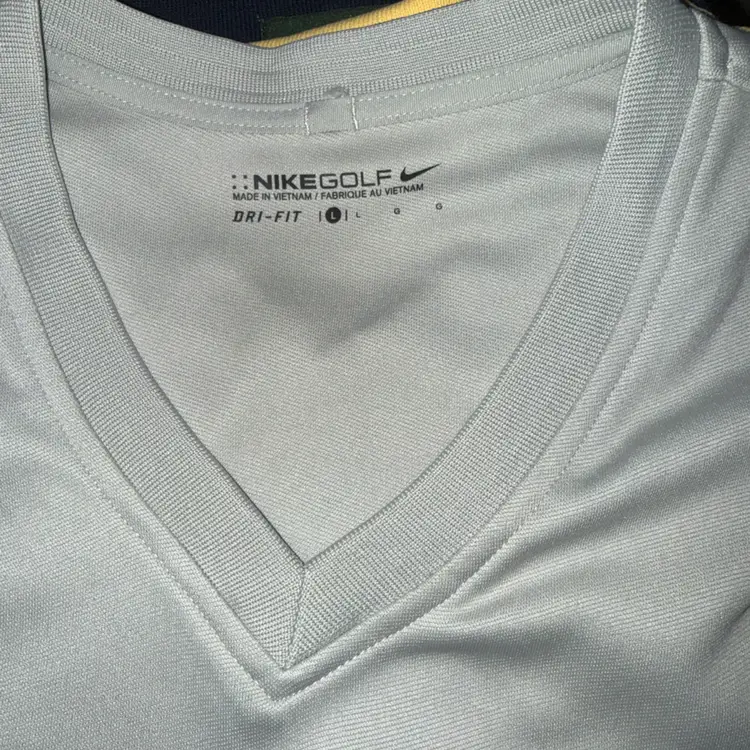 NIKEGOLF
MADE IN VIETNAM / FABRIQUE AU VIETNAM
DRI-FIT | L | L G G